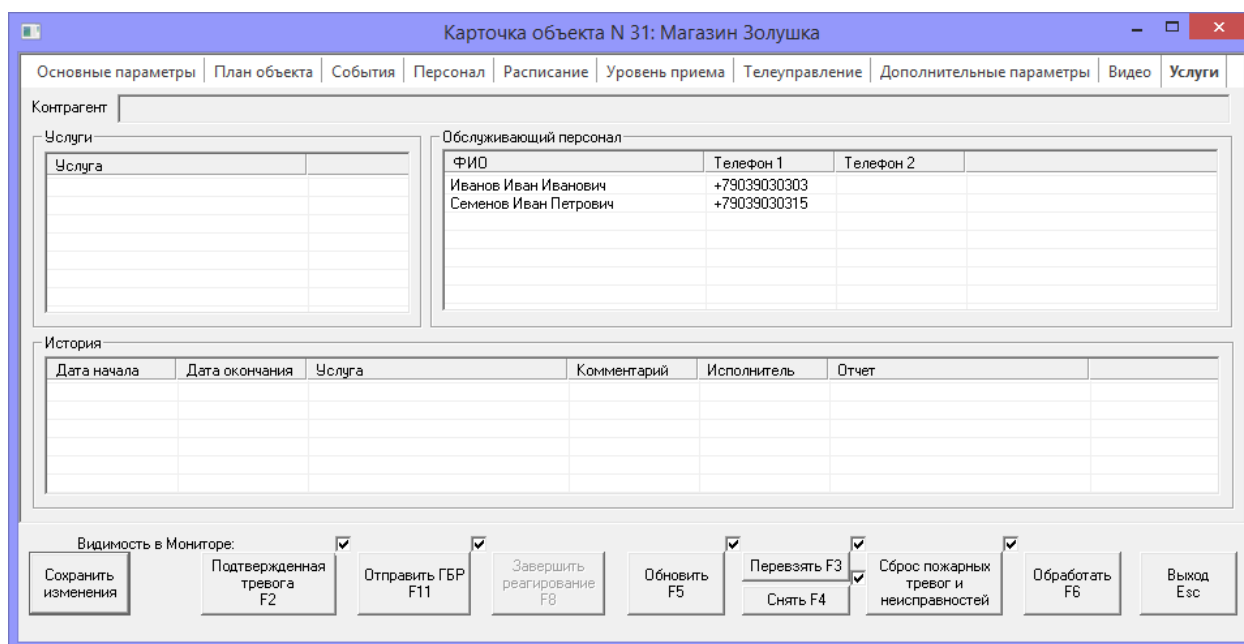 Карточка объекта N 31: Магазин Золушка
Основные параметры План объекта События Персонал Расписание Уровень приема Телеуправление Дополнительные параметры Видео Услуги
Контрагент
Услуги
Услуга
Обслуживающий персонал
ФИО Телефон 1 Телефон 2
Иванов Иван Иванович +79039030303
Семенов Иван Петрович +79039030315
История
Дата начала Дата окончания Услуга Комментарий Исполнитель Отчет
Видимость в Мониторе:
Сохранить
изменения
Подтвержденная
тревога
F2
Отправить ГБР
F11
Завершить
реагирование
F8
Обновить
F5
Перевзять F3
Снять F4
Сброс пожарных
тревог и
неисправностей
Обработать
F6
Выход
Esc